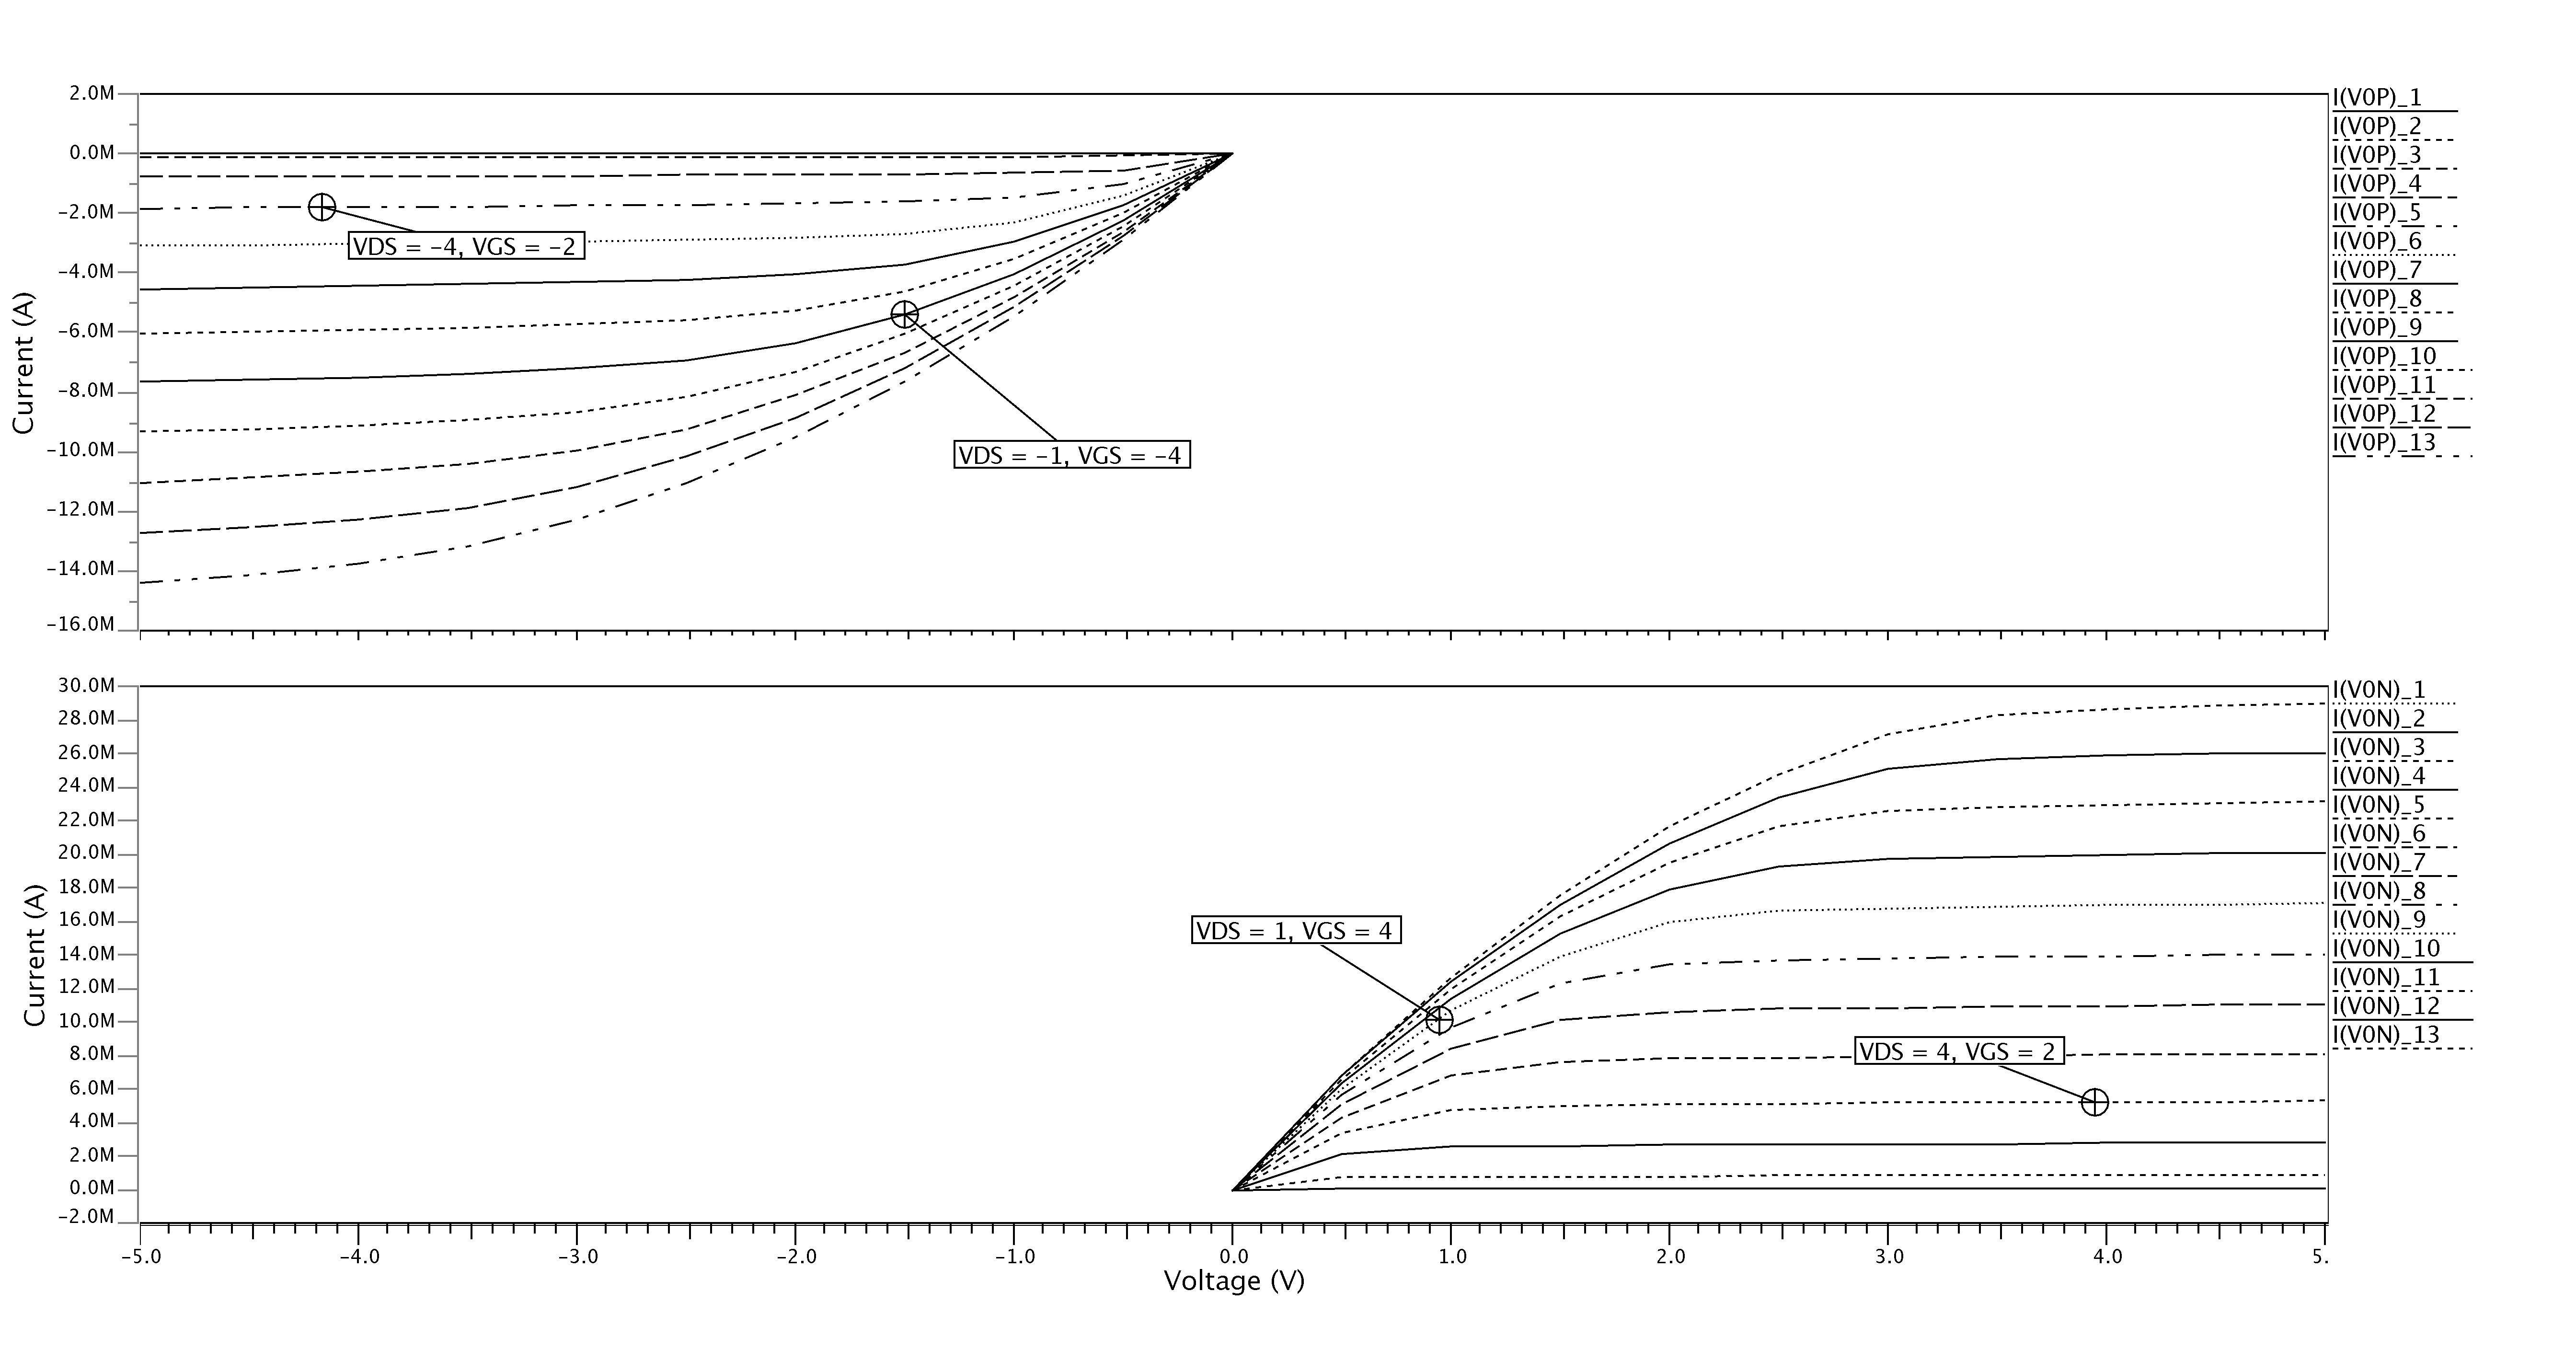 2.0M
0.0M
−2.0M
−4.0M
−6.0M
−8.0M
−10.0M
−12.0M
−14.0M
−16.0M
Current (A)
VDS = −4, VGS = −2
VDS = −1, VGS = −4
I(V0P)_1
I(V0P)_2
I(V0P)_3
I(V0P)_4
I(V0P)_5
I(V0P)_6
I(V0P)_7
I(V0P)_8
I(V0P)_9
I(V0P)_10
I(V0P)_11
I(V0P)_12
I(V0P)_13
30.0M
28.0M
26.0M
24.0M
22.0M
20.0M
18.0M
16.0M
14.0M
12.0M
10.0M
8.0M
6.0M
4.0M
2.0M
0.0M
−2.0M
Current (A)
VDS = 1, VGS = 4
VDS = 4, VGS = 2
I(V0N)_1
I(V0N)_2
I(V0N)_3
I(V0N)_4
I(V0N)_5
I(V0N)_6
I(V0N)_7
I(V0N)_8
I(V0N)_9
I(V0N)_10
I(V0N)_11
I(V0N)_12
I(V0N)_13
−5.0 −4.0 −3.0 −2.0 −1.0 0.0 1.0 2.0 3.0 4.0 5.
Voltage (V)